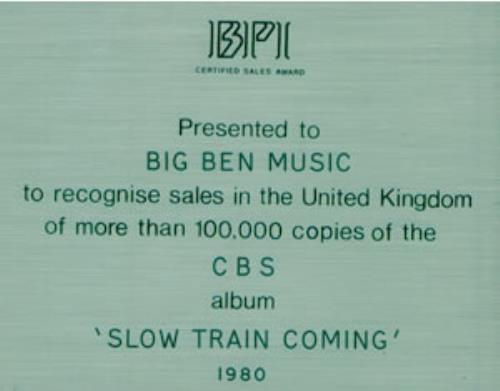 BPI
CERTIFIED SALES AWARD
Presented to
BIG BEN MUSIC
to recognise sales in the United Kingdom
of more than 100.000 copies of the
CBS
album
'SLOW TRAIN COMING'
1980